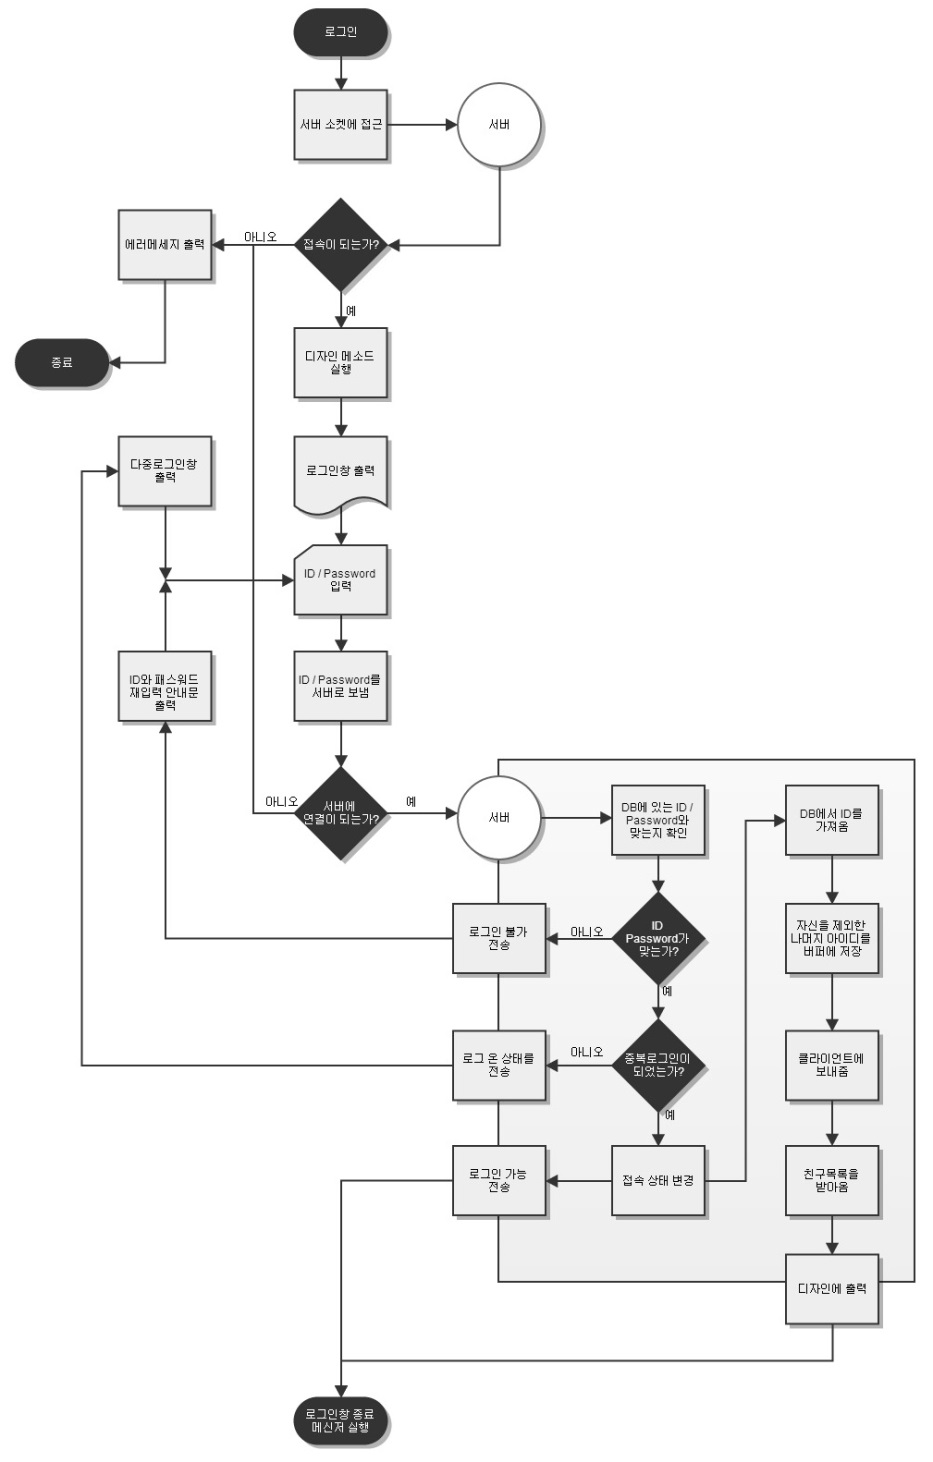 로그인
서버 소켓에 접근
서버
에러메세지 출력
아니오
접속이 되는가?
예
종료
디자인 메소드
실행
다중로그인창
출력
로그인창 출력
ID / Password
입력
ID와 패스워드
재입력 안내문
출력
ID / Password를
서버로 보냄
아니오
서버에
연결이 되는가?
예
서버
DB에 있는 ID /
Password와
맞는지 확인
DB에서 ID를
가져옴
로그인 불가
전송
아니오
ID
Password가
맞는가?
예
자신을 제외한
나머지 아이디를
버퍼에 저장
로그 온 상태를
전송
아니오
중복로그인이
되었는가?
예
클라이언트에
보내줌
로그인 가능
전송
접속 상태 변경
친구목록을
받아옴
디자인에 출력
로그인창 종료
메신저 실행